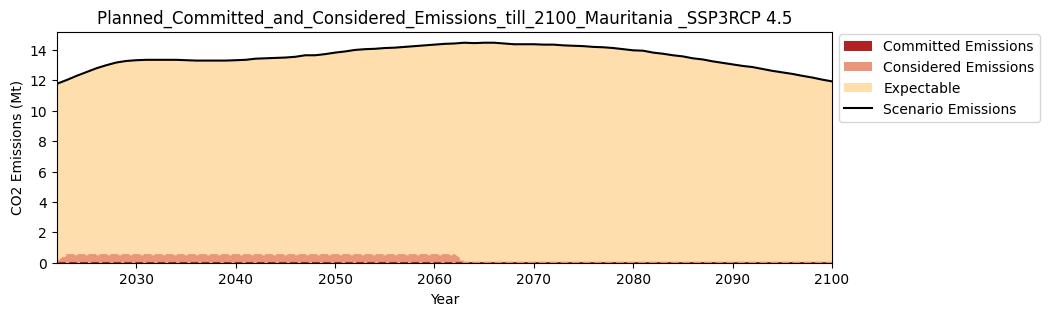 Planned_Committed_and_Considered_Emissions_till_2100_Mauritania _SSP3RCP 4.5
CO2 Emissions (Mt)
14
12
10
8
6
4
2
0
2030
2040
2050
2060
2070
2080
2090
2100
Year
Committed Emissions
Considered Emissions
Expectable
Scenario Emissions